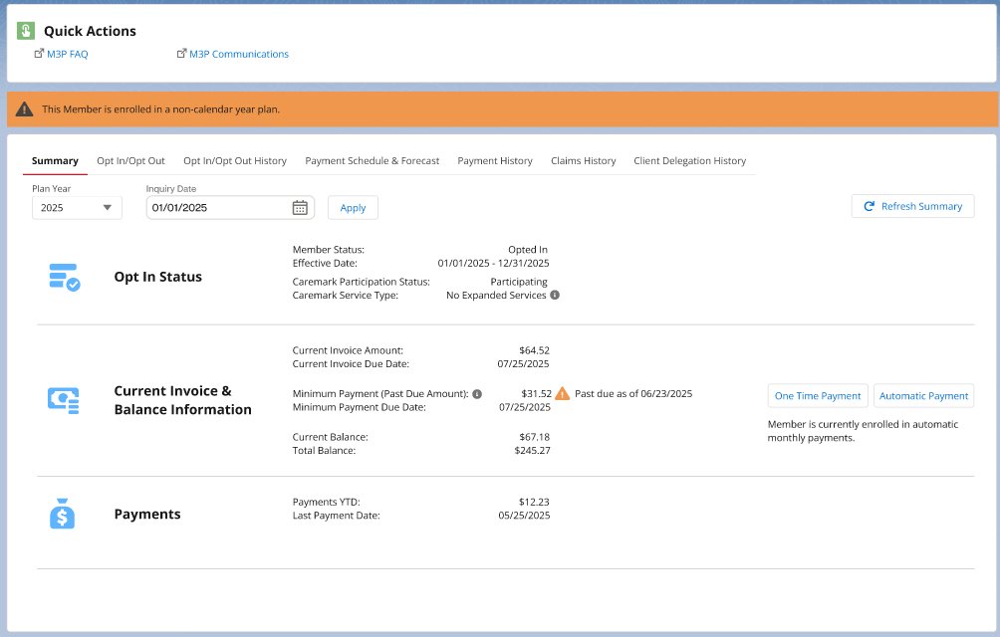 Quick Actions
M3P FAQ
M3P Communications
This Member is enrolled in a non-calendar year plan.
Summary Opt In/Opt Out Opt In/Opt Out History Payment Schedule & Forecast Payment History Claims History Client Delegation History
Plan Year Inquiry Date
2025 01/01/2025 Apply Refresh Summary
Opt In Status
Member Status: Opted In
Effective Date: 01/01/2025 - 12/31/2025
Caremark Participation Status: Participating
Caremark Service Type: No Expanded Services
Current Invoice &
Balance Information
Current Invoice Amount: $64.52
Current Invoice Due Date: 07/25/2025
Minimum Payment (Past Due Amount): $31.52 Past due as of 06/23/2025
Minimum Payment Due Date: 07/25/2025
Current Balance: $67.18
Total Balance: $245.27
One Time Payment Automatic Payment
Member is currently enrolled in automatic
monthly payments.
Payments
Payments YTD: $12.23
Last Payment Date: 05/25/2025